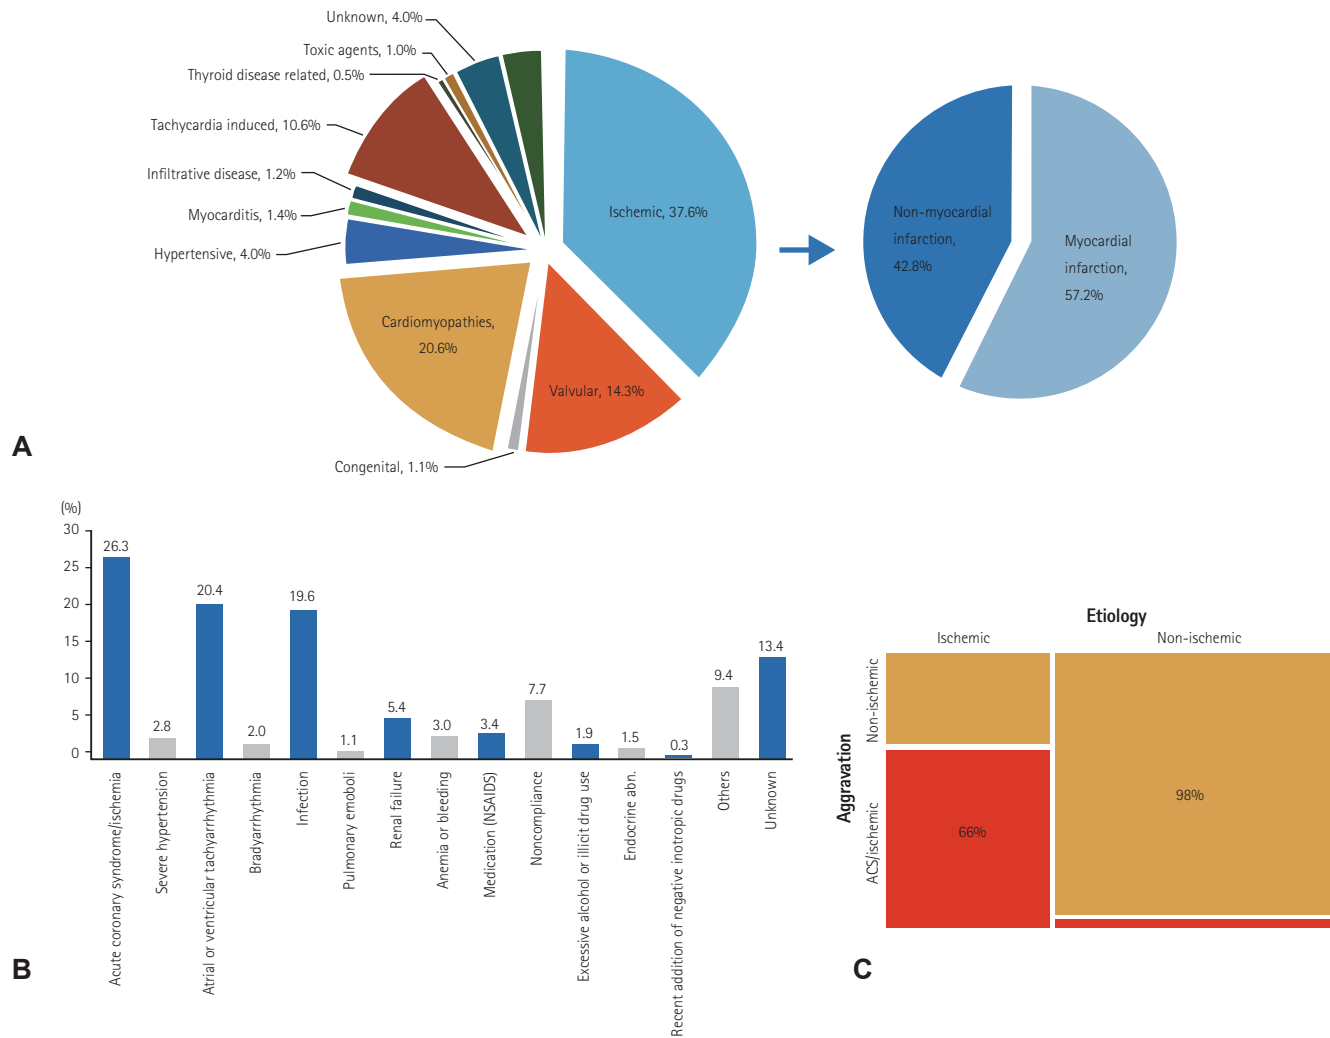 Unknown, 4.0%
Toxic agents, 1.0%
Thyroid disease related, 0.5%
Tachycardia induced, 10.6%
Infiltrative disease, 1.2%
Myocarditis, 1.4%
Hypertensive, 4.0%
Cardiomyopathies,
20.6%
Congenital, 1.1%
Valvular, 14.3%
Ischemic, 37.6%
Non-myocardial
infarction,
42.8%
Myocardial
infarction,
57.2%
A
(%)
30
25
20
15
10
5
0
26.3
2.8
20.4
2.0
19.6
1.1
5.4
3.0
3.4
7.7
1.9
1.5
0.3
9.4
13.4
Acute coronary syndrome/ischemia
Severe hypertension
Atrial or ventricular tachyarrhythmia
Bradyarrhythmia
Infection
Pulmonary emoboli
Renal failure
Anemia or bleeding
Medication (NSAIDS)
Noncompliance
Excessive alcohol or illicit drug use
Endocrine abn.
Recent addition of negative inotropic drugs
Others
Unknown
B
Etiology
Ischemic
Non-ischemic
Aggravation
Non-ischemic
ACS/ischemic
66%
98%
C